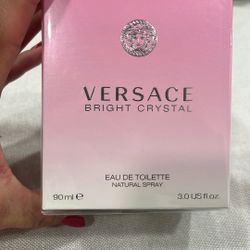 VERSACE
BRIGHT CRYSTAL
EAU DE TOILETTE
NATURAL SPRAY
90 ml ℮ 3.0 US fl.oz.